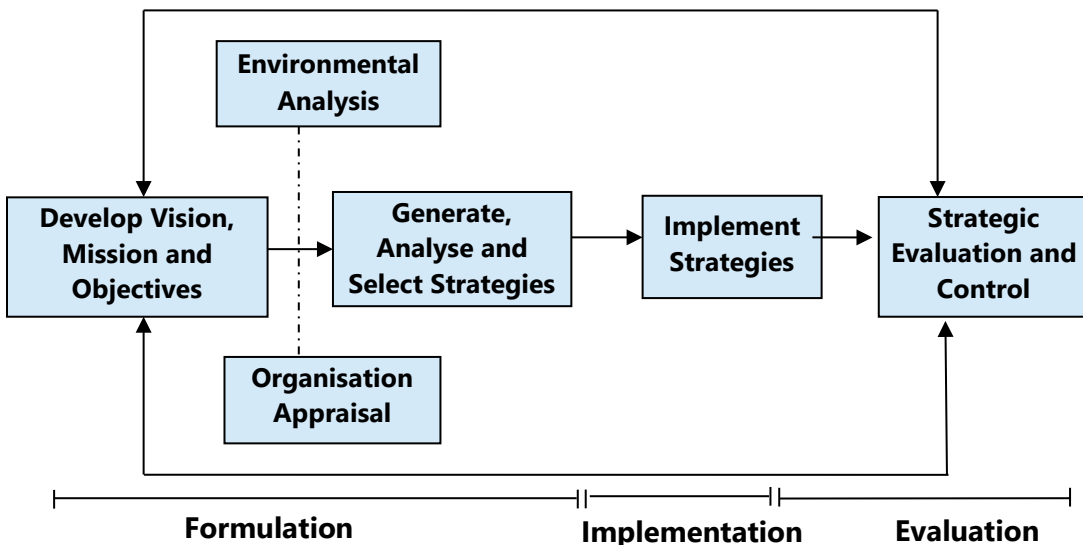 Environmental
Analysis
Develop Vision,
Mission and
Objectives
Generate,
Analyse and
Select Strategies
Implement
Strategies
Strategic
Evaluation and
Control
Organisation
Appraisal
Formulation
Implementation
Evaluation